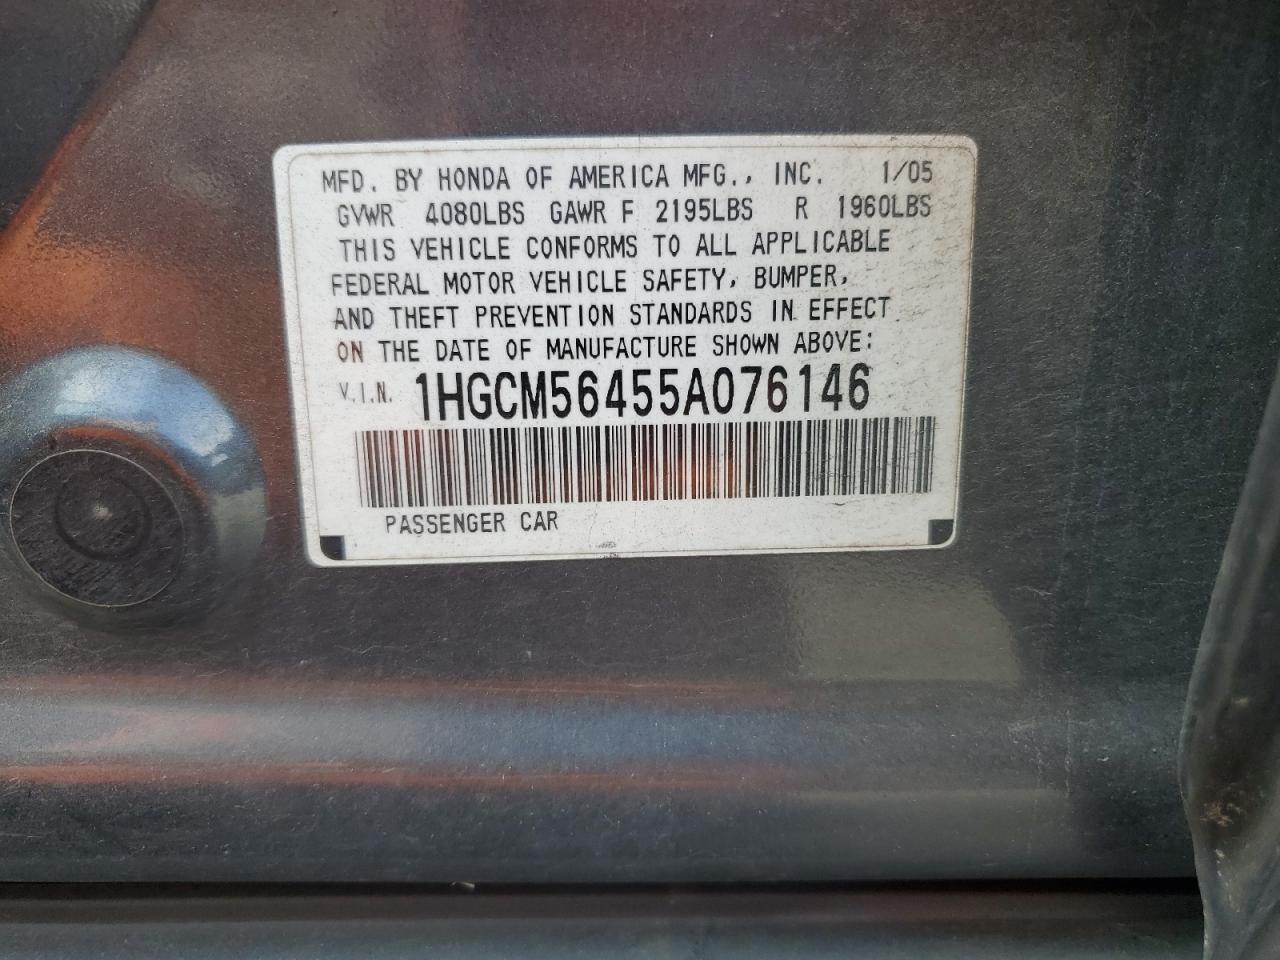 MFD. BY HONDA OF AMERICA MFG., INC. 1/05
GVWR 4080LBS GAWR F 2195LBS R 1960LBS
THIS VEHICLE CONFORMS TO ALL APPLICABLE
FEDERAL MOTOR VEHICLE SAFETY, BUMPER,
AND THEFT PREVENTION STANDARDS IN EFFECT
ON THE DATE OF MANUFACTURE SHOWN ABOVE:
V.I.N. 1HGCM56455A076146
PASSENGER CAR